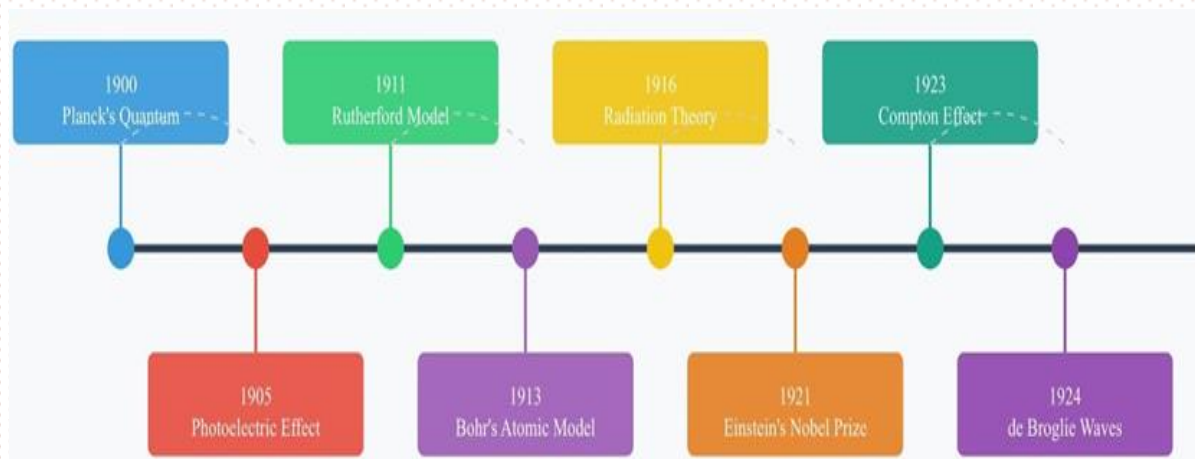 1900
Planck's Quantum
1911
Rutherford Model
1916
Radiation Theory
1923
Compton Effect
1905
Photoelectric Effect
1913
Bohr's Atomic Model
1921
Einstein's Nobel Prize
1924
de Broglie Waves